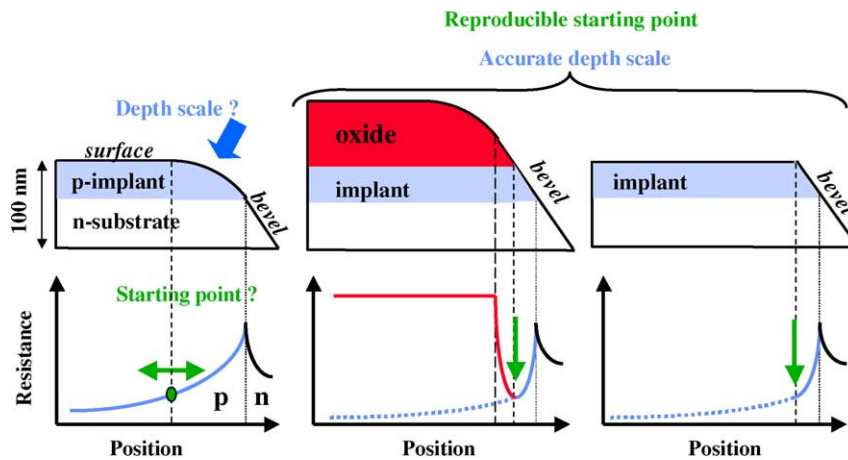 Reproducible starting point
Accurate depth scale
Depth scale ?
surface
p-implant
n-substrate
bevel
100 nm
oxide
implant
bevel
implant
bevel
Starting point ?
Resistance
p n
Position
Position
Position